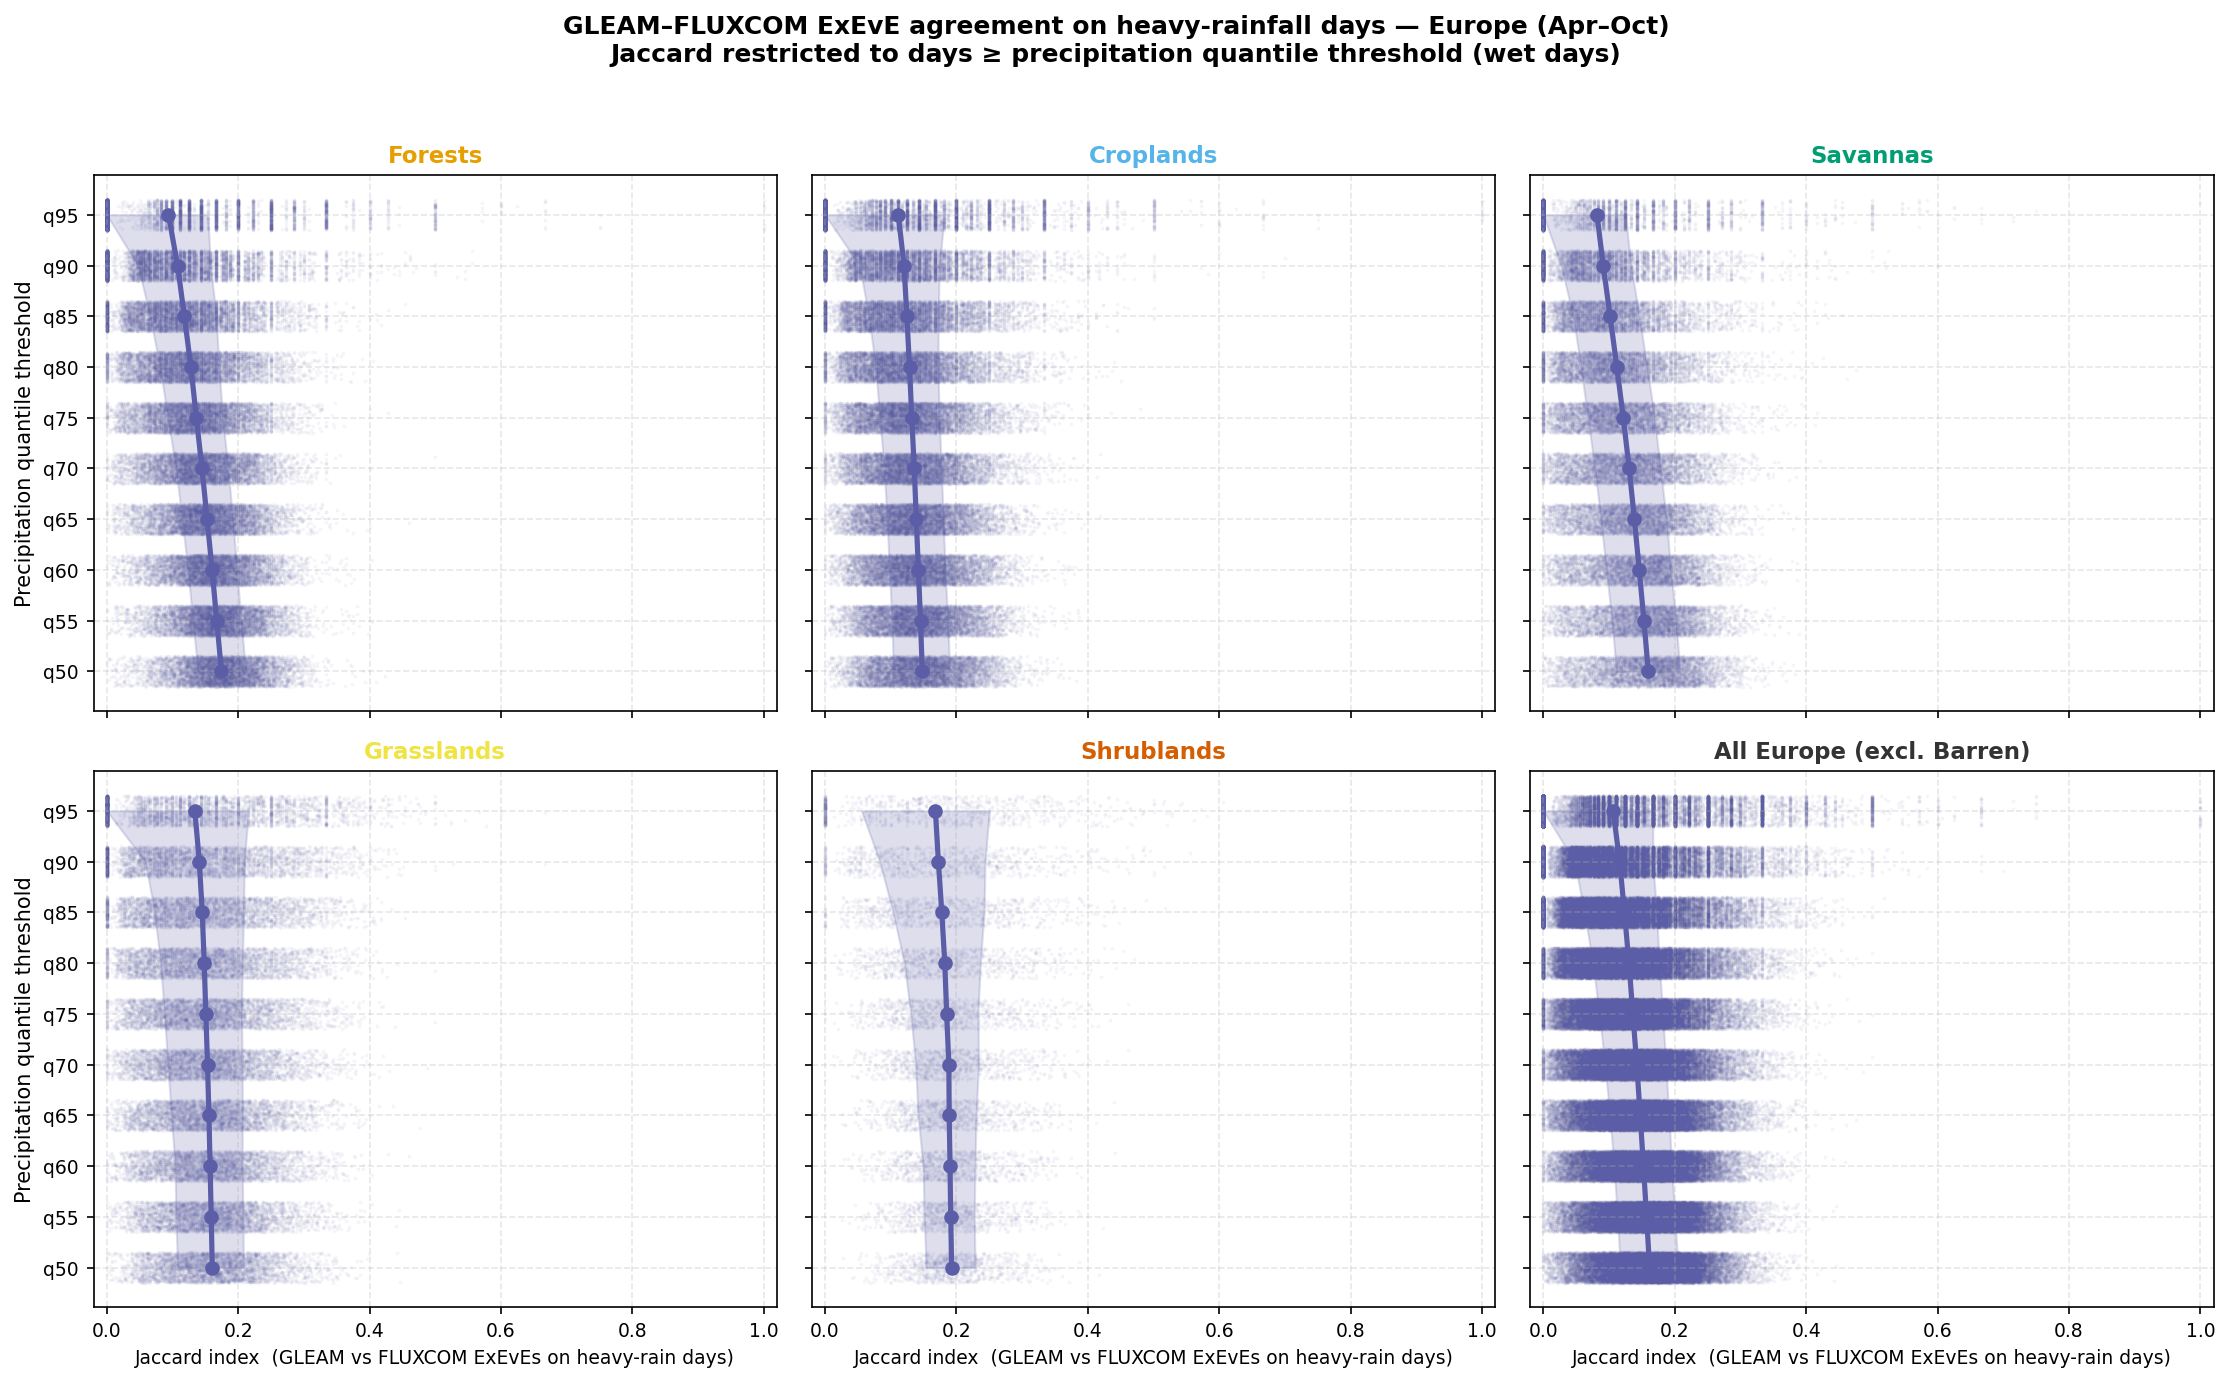 GLEAM–FLUXCOM ExEvE agreement on heavy-rainfall days — Europe (Apr–Oct)
Jaccard restricted to days ≥ precipitation quantile threshold (wet days)
Forests
Croplands
Savannas
Precipitation quantile threshold
q95
q90
q85
q80
q75
q70
q65
q60
q55
q50
Grasslands
Shrublands
All Europe (excl. Barren)
Precipitation quantile threshold
q95
q90
q85
q80
q75
q70
q65
q60
q55
q50
0.0 0.2 0.4 0.6 0.8 1.0
0.0 0.2 0.4 0.6 0.8 1.0
0.0 0.2 0.4 0.6 0.8 1.0
Jaccard index  (GLEAM vs FLUXCOM ExEvEs on heavy-rain days)
Jaccard index  (GLEAM vs FLUXCOM ExEvEs on heavy-rain days)
Jaccard index  (GLEAM vs FLUXCOM ExEvEs on heavy-rain days)